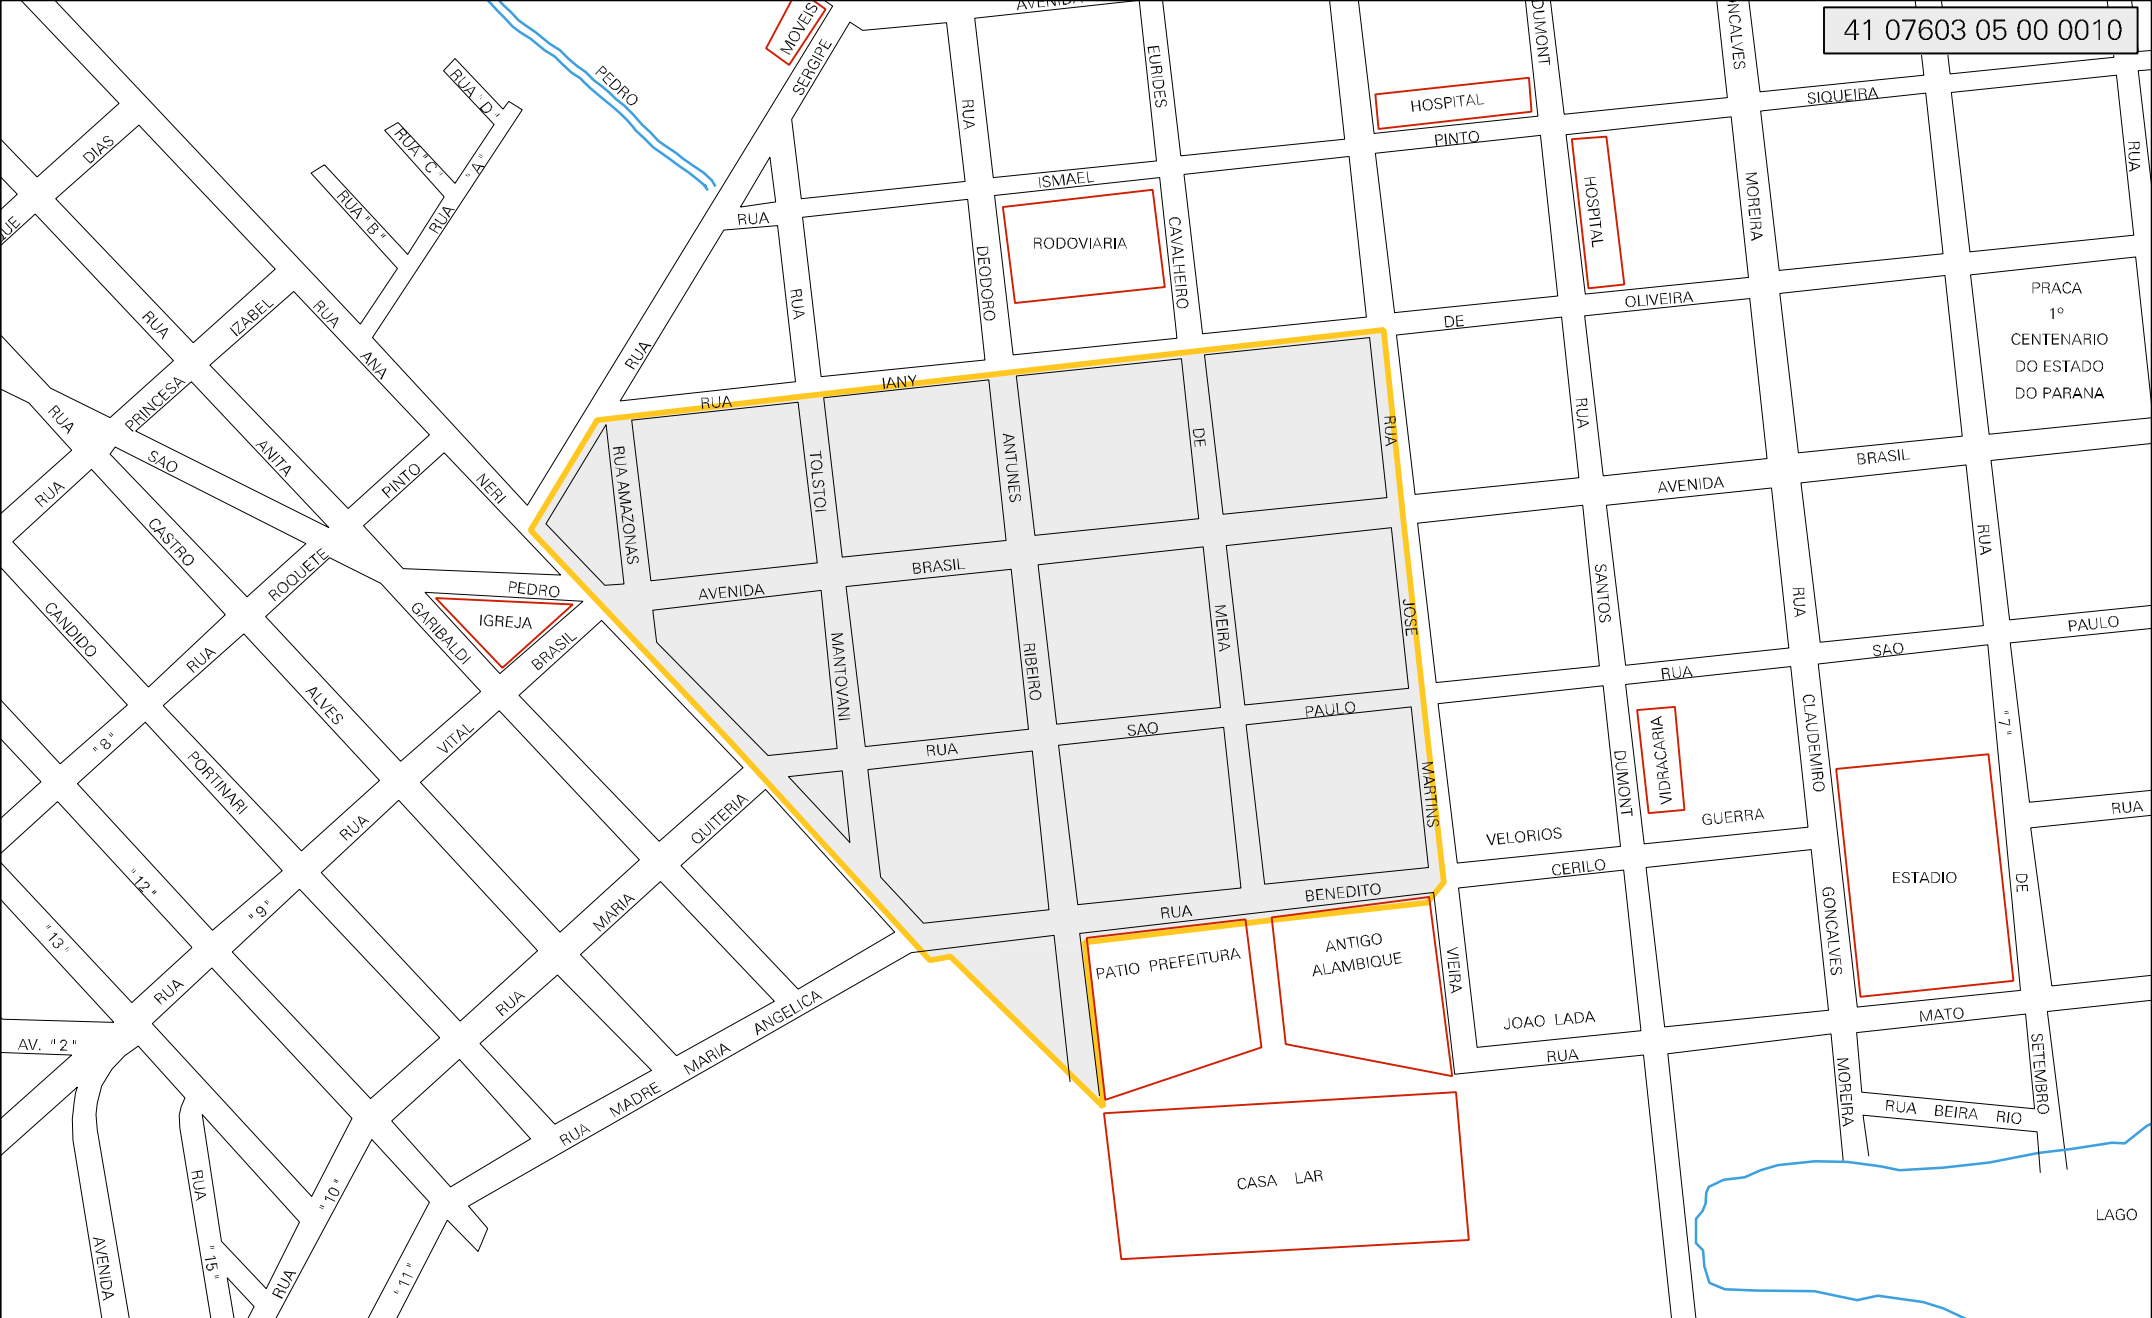 AVENIDA
41 07603 05 00 0010
MOVEIS
SERGIPE
PEDRO
EURIDES
DUMONT
SIQUEIRA
HOSPITAL
PINTO
RUA "D"
RUA "C"
RUA "B"
RUA "A"
DIAS
RUA
ISMAEL
RUA
HOSPITAL
MOREIRA
RUA
RUA
RODOVIARIA
CAVALHEIRO
DEODORO
RUA
OLIVEIRA
DE
PRACA
1º
CENTENARIO
DO ESTADO
DO PARANA
IZABEL
RUA
RUA
ANA
RUA
PRINCESA
RUA
IANY
RUA
RUA
SAO
ANITA
PINTO
NERI
RUA AMAZONAS
TOLSTOI
ANTUNES
DE
RUA
RUA
AVENIDA
BRASIL
RUA
CASTRO
ROQUETE
PEDRO
IGREJA
GARIBALDI
BRASIL
AVENIDA
BRASIL
MEIRA
JOSE
SANTOS
RUA
RUA
PAULO
SAO
RUA
CANDIDO
RUA
ALVES
VITAL
MANTOVANI
RIBEIRO
RUA
SAO
PAULO
MARTINS
DUMONT
VIDRACARIA
CLAUDEMIRO
"7"
"8"
PORTINARI
RUA
QUITERIA
VELORIOS
GUERRA
RUA
CERILO
ESTADIO
DE
"12"
"9"
MARIA
RUA
BENEDITO
"13"
RUA
RUA
PATIO PREFEITURA
ANTIGO
ALAMBIQUE
VIEIRA
GONCALVES
JOAO LADA
RUA
MATO
AV. "2"
MADRE
MARIA
ANGELICA
RUA
SETEMBRO
MOREIRA
RUA BEIRA RIO
RUA
"10"
RUA
"15"
"11"
AVENIDA
CASA LAR
LAGO